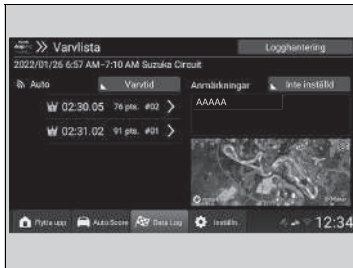 Varvlista
Logghantering
2022/01/26 6:57 AM-7:10 AM Suzuka Circuit
Auto
Varvtid
Anmärkningar
Inte inställd
02:30.05 76 pts. #02
AAAAA
02:31.02 91 pts. #01
Flytta upp
Auto Score
Data Log
Inställn.
12:34